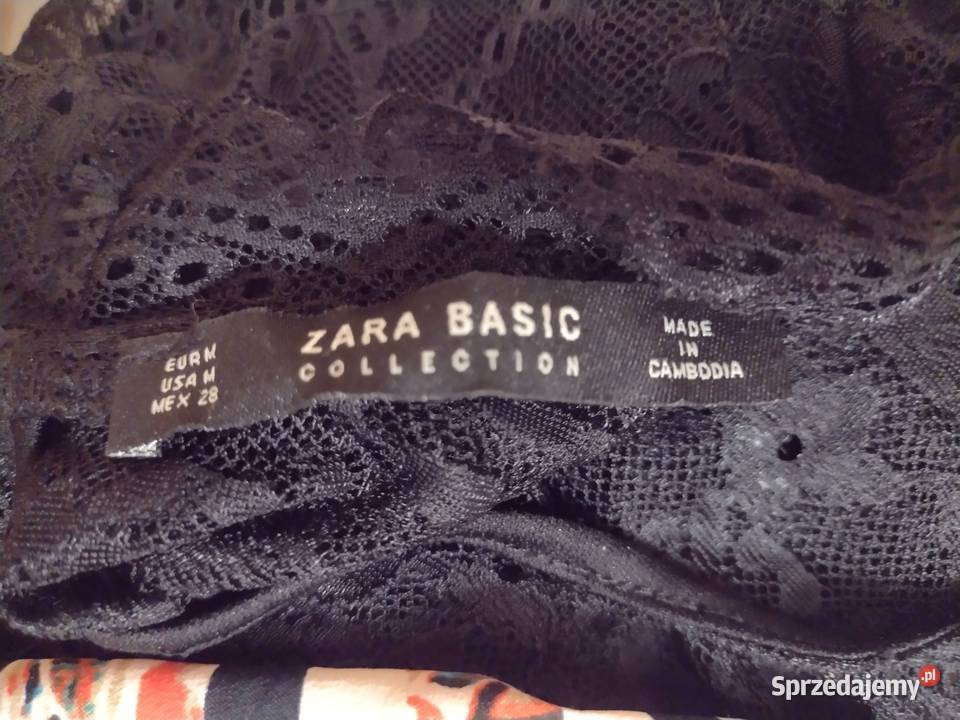 EUR M
USA M
MEX 28
ZARA BASIC
COLLECTION
MADE
IN
CAMBODIA
Sprzedajemy.pl